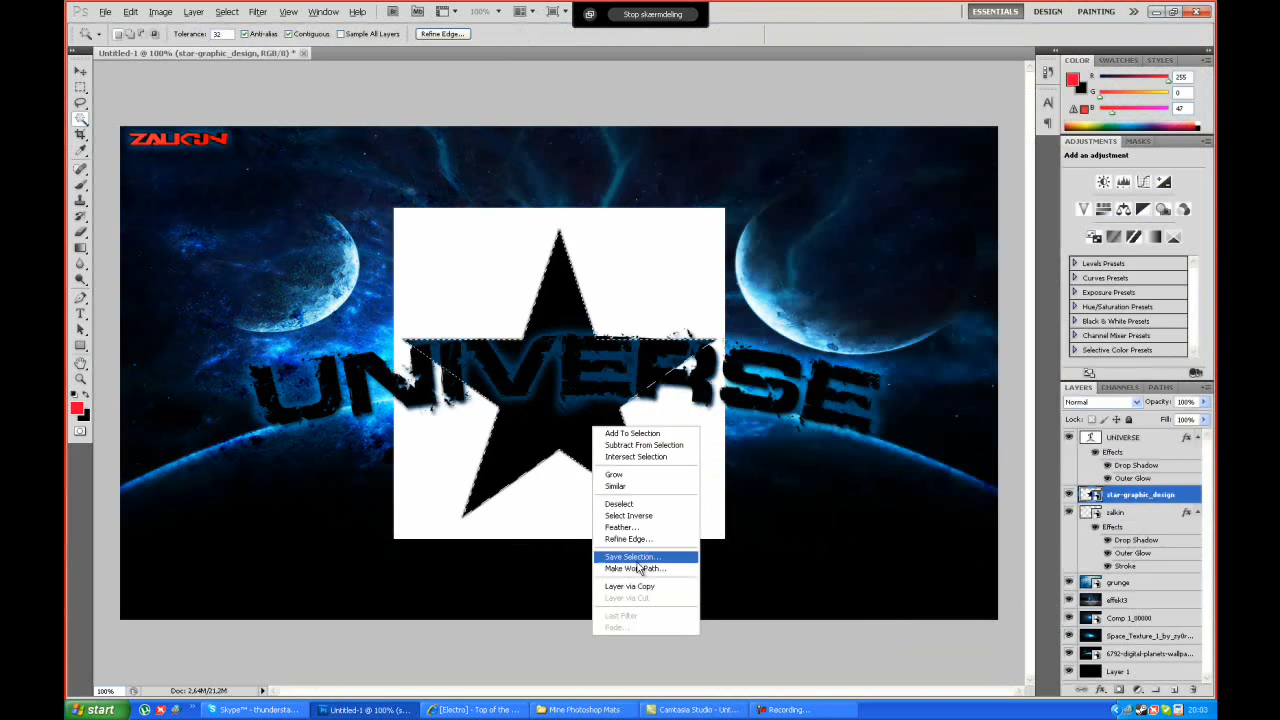 Ps File Edit Image Layer Select Filter Analysis View Window Help Br Mb 100% Stop skærmdeling ESSENTIALS DESIGN PAINTING
Tolerance: 32 Anti-alias Contiguous Sample All Layers Refine Edge...
Untitled-1 @ 100% (star-graphic_design, RGB/8) *
COLOR SWATCHES STYLES
R 255
G 0
B 47
ADJUSTMENTS MASKS
Add an adjustment
Levels Presets
Curves Presets
Exposure Presets
Hue/Saturation Presets
Black & White Presets
Channel Mixer Presets
Selective Color Presets
ZALKIN
UNIVERSE
Add To Selection
Subtract From Selection
Intersect Selection
Grow
Similar
Deselect
Select Inverse
Feather...
Refine Edge...
Save Selection...
Make Work Path...
Layer via Copy
Layer via Cut
Last Filter
Fade...
LAYERS CHANNELS PATHS
Normal Opacity: 100%
Lock: Fill: 100%
UNIVERSE fx
Effects
Drop Shadow
Outer Glow
star-graphic_design
zalkin fx
Effects
Drop Shadow
Outer Glow
Stroke
grunge
effekt3
Comp 1_00000
Space_Texture_1_by_zy0r...
6792-digital-planets-wallpa...
Layer 1
100% Doc: 2,64M/21,2M
start Skype™ - thundersta... Untitled-1 @ 100% (s... [Electro] - Top of the ... Mine Photoshop Mats Camtasia Studio - Unt... Recording... 20:03